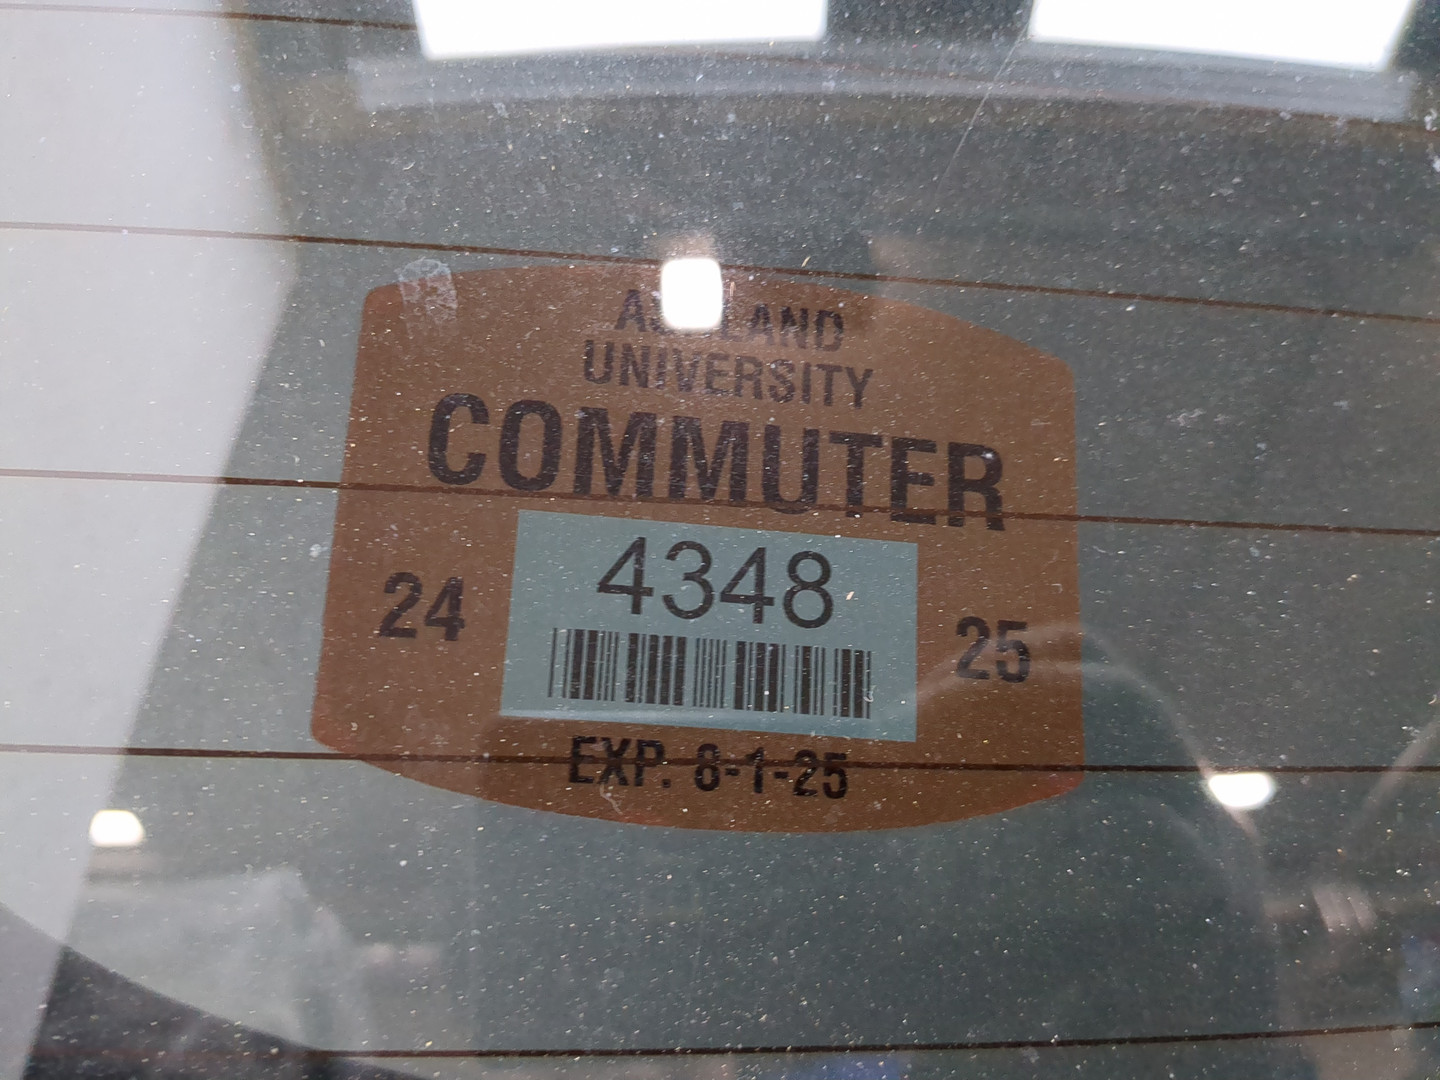 UNIVERSITY
COMMUTER
4348
24 25
EXP. 8-1-25